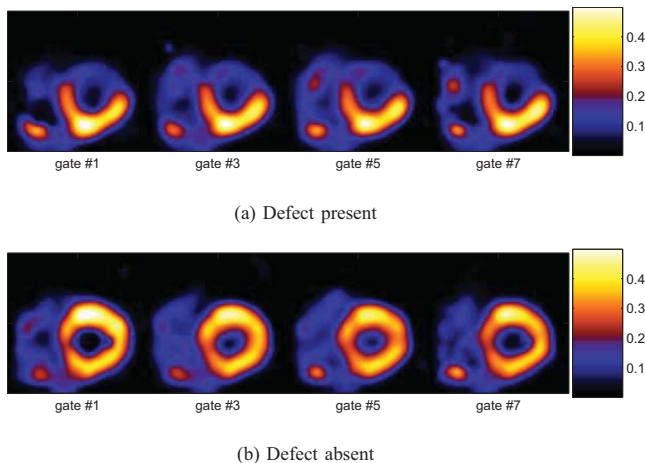 0.4
0.3
0.2
0.1
gate #1 gate #3 gate #5 gate #7
(a) Defect present
0.4
0.3
0.2
0.1
gate #1 gate #3 gate #5 gate #7
(b) Defect absent